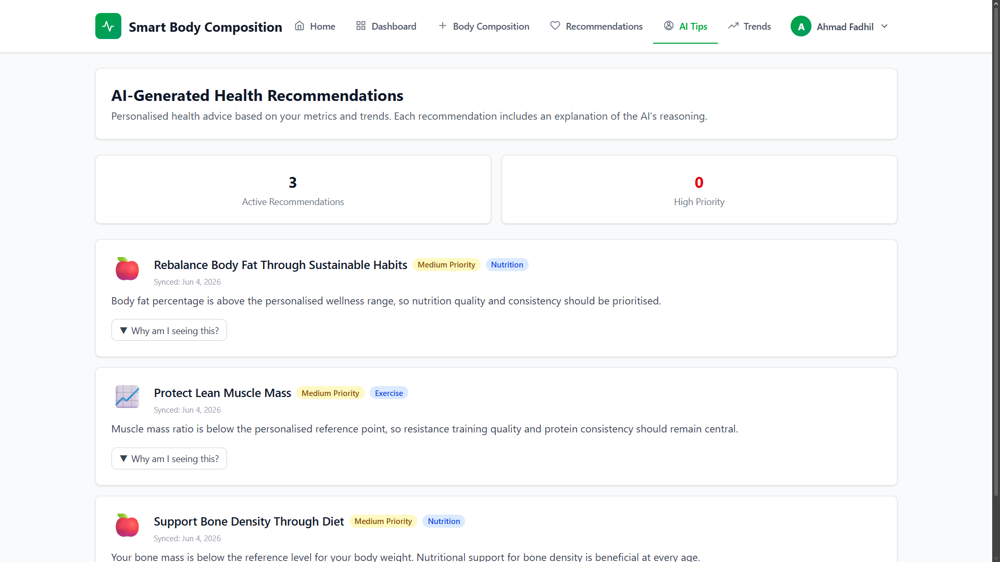 Smart Body Composition
Home
Dashboard
Body Composition
Recommendations
AI Tips
Trends
A
Ahmad Fadhil
AI-Generated Health Recommendations
Personalised health advice based on your metrics and trends. Each recommendation includes an explanation of the AI's reasoning.
3
Active Recommendations
0
High Priority
Rebalance Body Fat Through Sustainable Habits
Medium Priority
Nutrition
Synced: Jun 4, 2026
Body fat percentage is above the personalised wellness range, so nutrition quality and consistency should be prioritised.
▼ Why am I seeing this?
Protect Lean Muscle Mass
Medium Priority
Exercise
Synced: Jun 4, 2026
Muscle mass ratio is below the personalised reference point, so resistance training quality and protein consistency should remain central.
▼ Why am I seeing this?
Support Bone Density Through Diet
Medium Priority
Nutrition
Synced: Jun 4, 2026
Your bone mass is below the reference level for your body weight. Nutritional support for bone density is beneficial at every age.